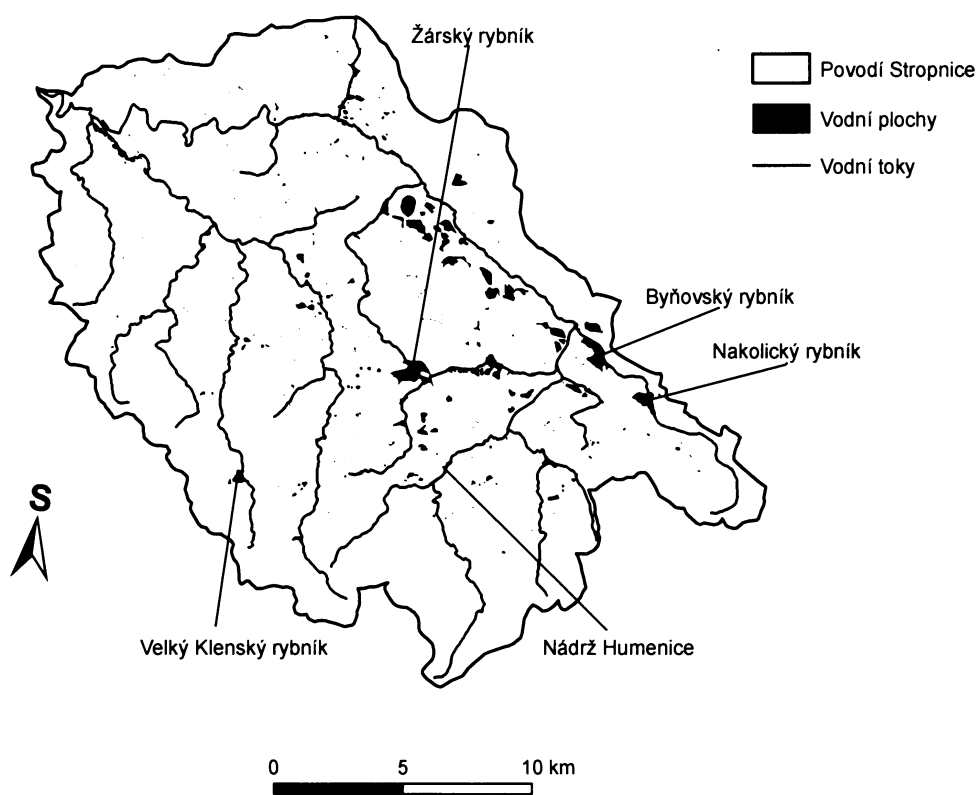 Žárský rybník
Povodí Stropnice
Vodní plochy
Vodní toky
Byňovský rybník
Nakolický rybník
S
Velký Klenský rybník
Nádrž Humenice
0 5 10 km